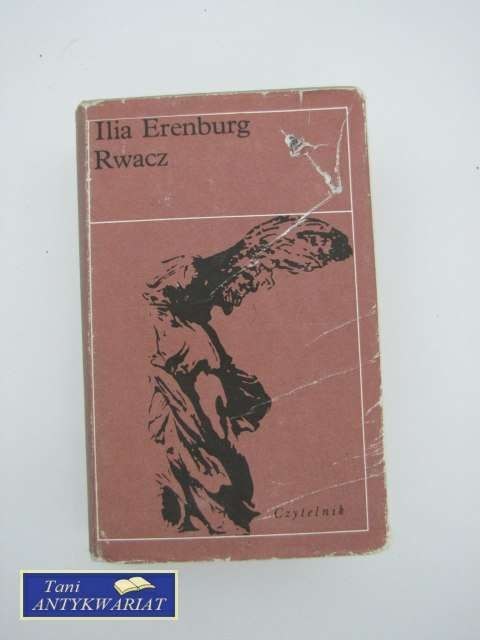 Ilia Erenburg
Rwacz
Czytelnik
Tani
ANTYKWARIAT